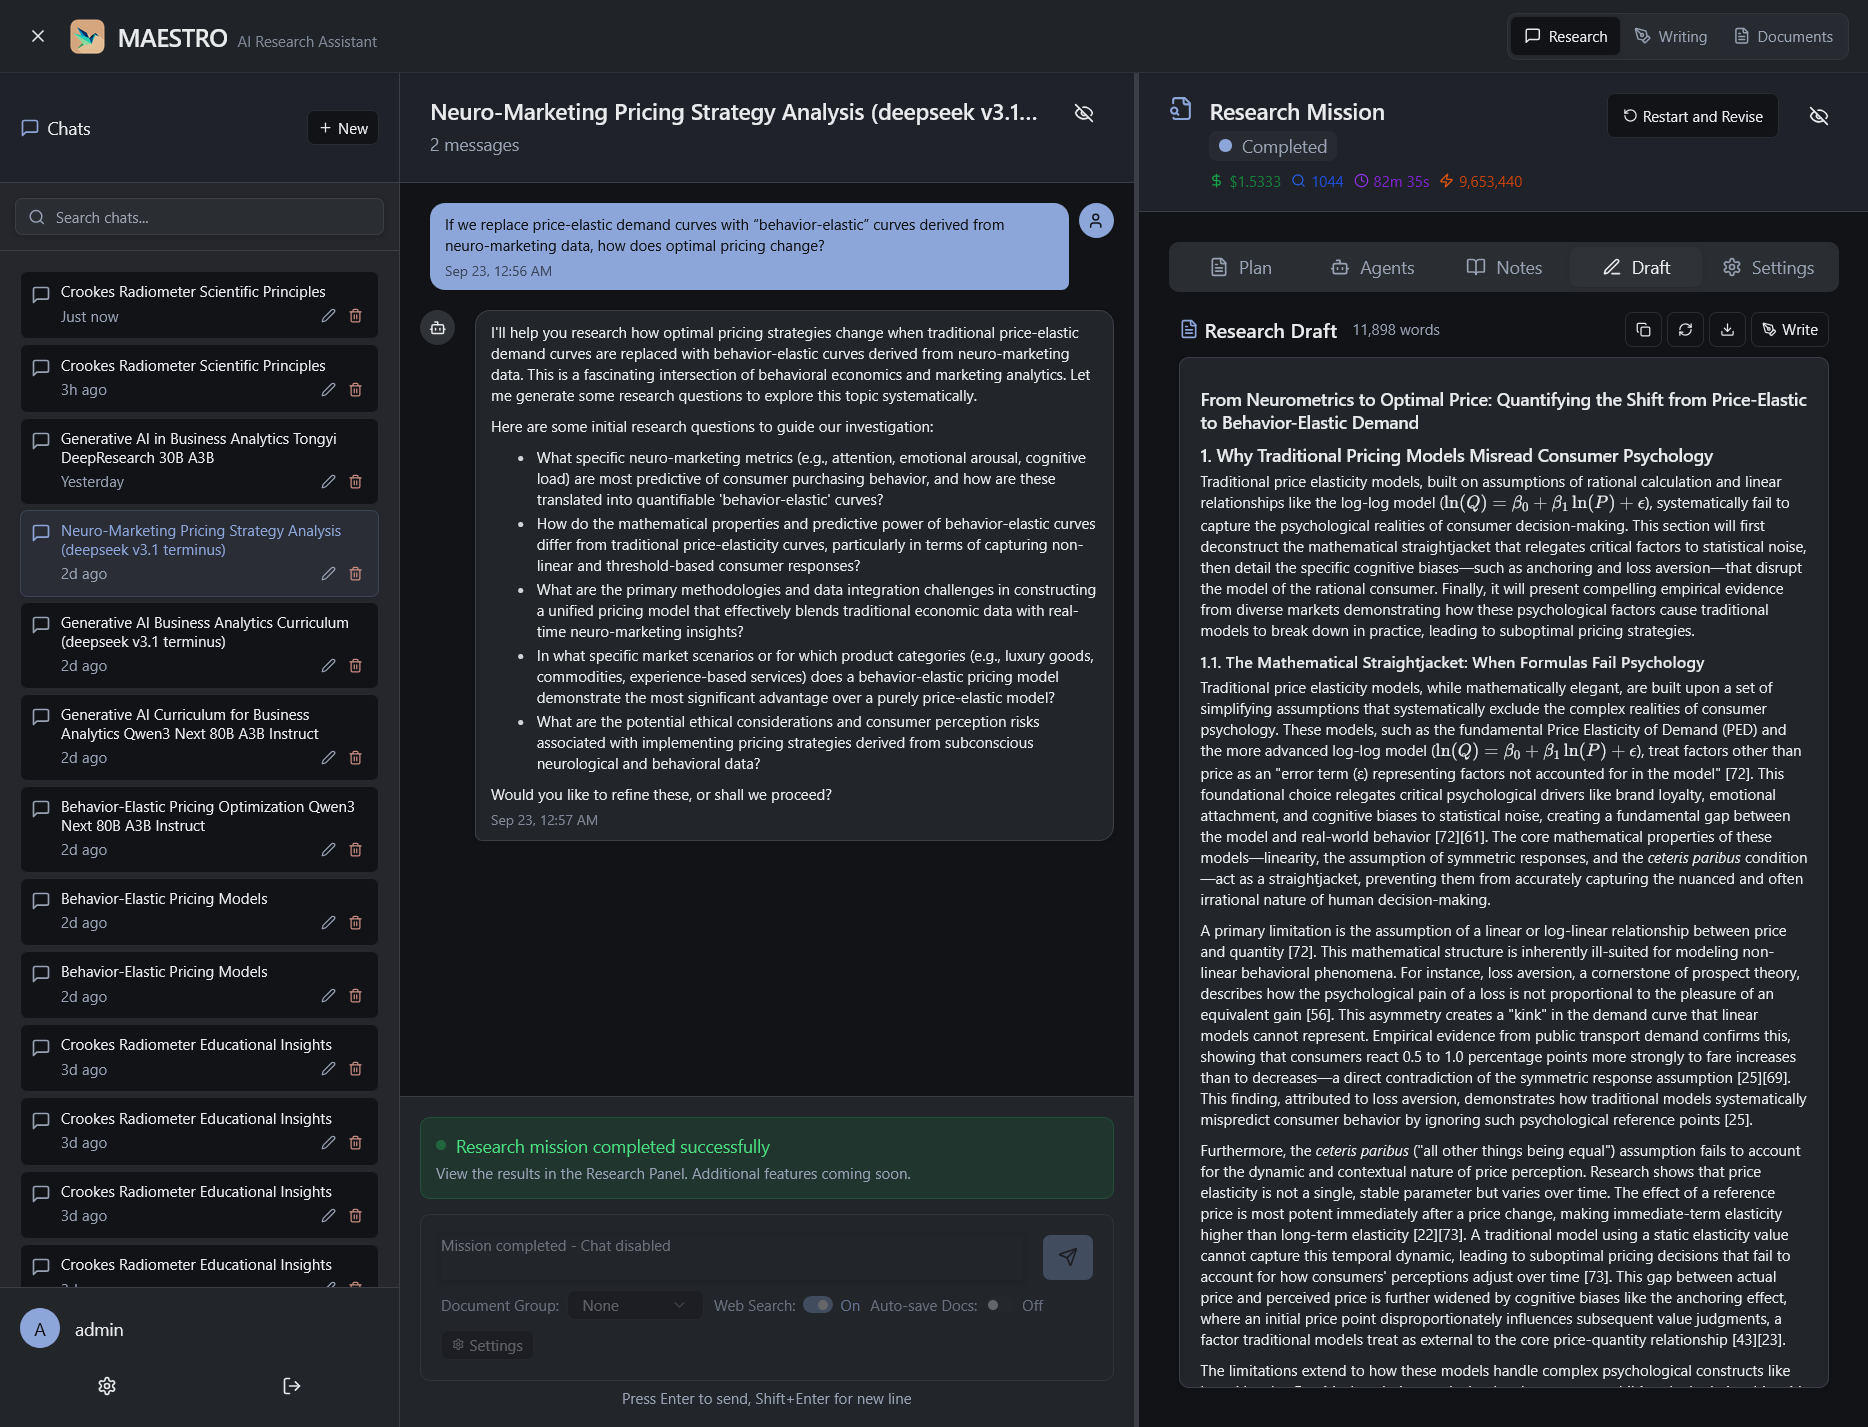 MAESTRO AI Research Assistant
Research Writing Documents
Chats
+ New
Search chats...
Crookes Radiometer Scientific Principles
Just now
Crookes Radiometer Scientific Principles
3h ago
Generative AI in Business Analytics Tongyi
DeepResearch 30B A3B
Yesterday
Neuro-Marketing Pricing Strategy Analysis
(deepseek v3.1 terminus)
2d ago
Generative AI Business Analytics Curriculum
(deepseek v3.1 terminus)
2d ago
Generative AI Curriculum for Business
Analytics Qwen3 Next 80B A3B Instruct
2d ago
Behavior-Elastic Pricing Optimization Qwen3
Next 80B A3B Instruct
2d ago
Behavior-Elastic Pricing Models
2d ago
Behavior-Elastic Pricing Models
2d ago
Crookes Radiometer Educational Insights
3d ago
Crookes Radiometer Educational Insights
3d ago
Crookes Radiometer Educational Insights
3d ago
Crookes Radiometer Educational Insights
A admin
Neuro-Marketing Pricing Strategy Analysis (deepseek v3.1...
2 messages
If we replace price-elastic demand curves with “behavior-elastic” curves derived from
neuro-marketing data, how does optimal pricing change?
Sep 23, 12:56 AM
I'll help you research how optimal pricing strategies change when traditional price-elastic
demand curves are replaced with behavior-elastic curves derived from neuro-marketing
data. This is a fascinating intersection of behavioral economics and marketing analytics. Let
me generate some research questions to explore this topic systematically.
Here are some initial research questions to guide our investigation:
• What specific neuro-marketing metrics (e.g., attention, emotional arousal, cognitive
load) are most predictive of consumer purchasing behavior, and how are these
translated into quantifiable 'behavior-elastic' curves?
• How do the mathematical properties and predictive power of behavior-elastic curves
differ from traditional price-elasticity curves, particularly in terms of capturing non-
linear and threshold-based consumer responses?
• What are the primary methodologies and data integration challenges in constructing
a unified pricing model that effectively blends traditional economic data with real-
time neuro-marketing insights?
• In what specific market scenarios or for which product categories (e.g., luxury goods,
commodities, experience-based services) does a behavior-elastic pricing model
demonstrate the most significant advantage over a purely price-elastic model?
• What are the potential ethical considerations and consumer perception risks
associated with implementing pricing strategies derived from subconscious
neurological and behavioral data?
Would you like to refine these, or shall we proceed?
Sep 23, 12:57 AM
Research mission completed successfully
View the results in the Research Panel. Additional features coming soon.
Mission completed - Chat disabled
Document Group: None Web Search: On Auto-save Docs: Off
Settings
Press Enter to send, Shift+Enter for new line
Research Mission
Restart and Revise
Completed
$ $1.5333 1044 82m 35s 9,653,440
Plan Agents Notes Draft Settings
Research Draft 11,898 words
Write
From Neurometrics to Optimal Price: Quantifying the Shift from Price-Elastic
to Behavior-Elastic Demand
1. Why Traditional Pricing Models Misread Consumer Psychology
Traditional price elasticity models, built on assumptions of rational calculation and linear
relationships like the log-log model (ln(Q) = β₀ + β₁ ln(P) + ϵ), systematically fail to
capture the psychological realities of consumer decision-making. This section will first
deconstruct the mathematical straightjacket that relegates critical factors to statistical noise,
then detail the specific cognitive biases—such as anchoring and loss aversion—that disrupt
the model of the rational consumer. Finally, it will present compelling empirical evidence
from diverse markets demonstrating how these psychological factors cause traditional
models to break down in practice, leading to suboptimal pricing strategies.
1.1. The Mathematical Straightjacket: When Formulas Fail Psychology
Traditional price elasticity models, while mathematically elegant, are built upon a set of
simplifying assumptions that systematically exclude the complex realities of consumer
psychology. These models, such as the fundamental Price Elasticity of Demand (PED) and
the more advanced log-log model (ln(Q) = β₀ + β₁ ln(P) + ϵ), treat factors other than
price as an "error term (ε) representing factors not accounted for in the model" [72]. This
foundational choice relegates critical psychological drivers like brand loyalty, emotional
attachment, and cognitive biases to statistical noise, creating a fundamental gap between
the model and real-world behavior [72][61]. The core mathematical properties of these
models—linearity, the assumption of symmetric responses, and the ceteris paribus condition
—act as a straightjacket, preventing them from accurately capturing the nuanced and often
irrational nature of human decision-making.
A primary limitation is the assumption of a linear or log-linear relationship between price
and quantity [72]. This mathematical structure is inherently ill-suited for modeling non-
linear behavioral phenomena. For instance, loss aversion, a cornerstone of prospect theory,
describes how the psychological pain of a loss is not proportional to the pleasure of an
equivalent gain [56]. This asymmetry creates a "kink" in the demand curve that linear
models cannot represent. Empirical evidence from public transport demand confirms this,
showing that consumers react 0.5 to 1.0 percentage points more strongly to fare increases
than to decreases—a direct contradiction of the symmetric response assumption [25][69].
This finding, attributed to loss aversion, demonstrates how traditional models systematically
mispredict consumer behavior by ignoring such psychological reference points [25].
Furthermore, the ceteris paribus ("all other things being equal") assumption fails to account
for the dynamic and contextual nature of price perception. Research shows that price
elasticity is not a single, stable parameter but varies over time. The effect of a reference
price is most potent immediately after a price change, making immediate-term elasticity
higher than long-term elasticity [22][73]. A traditional model using a static elasticity value
cannot capture this temporal dynamic, leading to suboptimal pricing decisions that fail to
account for how consumers' perceptions adjust over time [73]. This gap between actual
price and perceived price is further widened by cognitive biases like the anchoring effect,
where an initial price point disproportionately influences subsequent value judgments, a
factor traditional models treat as external to the core price-quantity relationship [43][23].
The limitations extend to how these models handle complex psychological constructs like